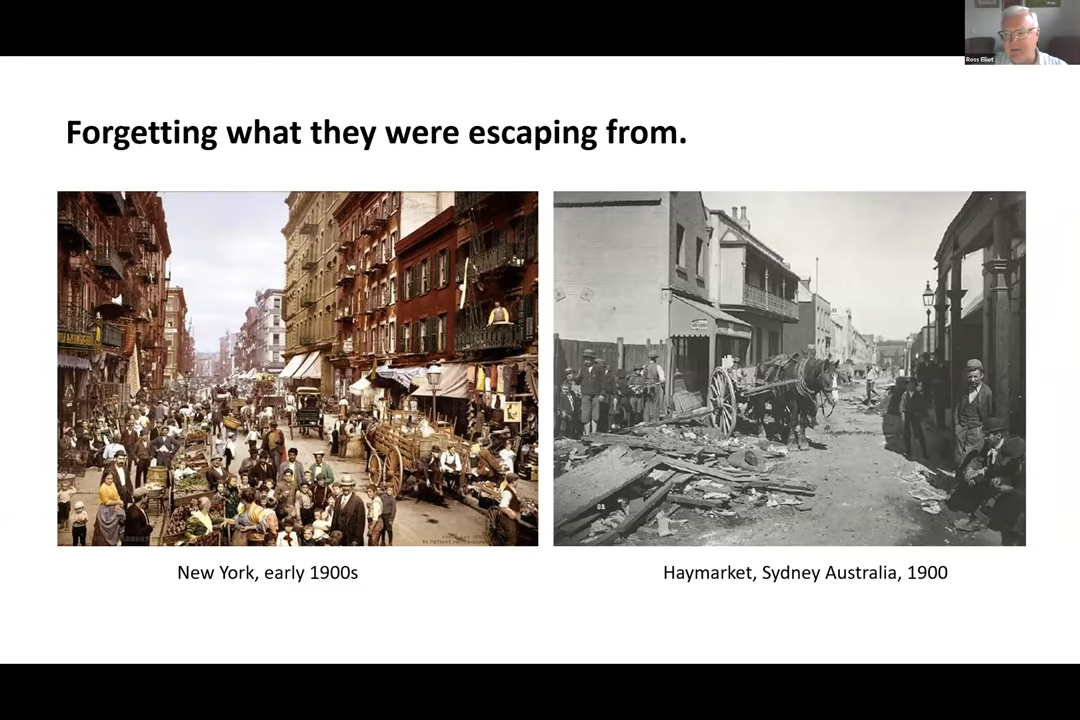 Ross Elliot
Forgetting what they were escaping from.
New York, early 1900s
Haymarket, Sydney Australia, 1900